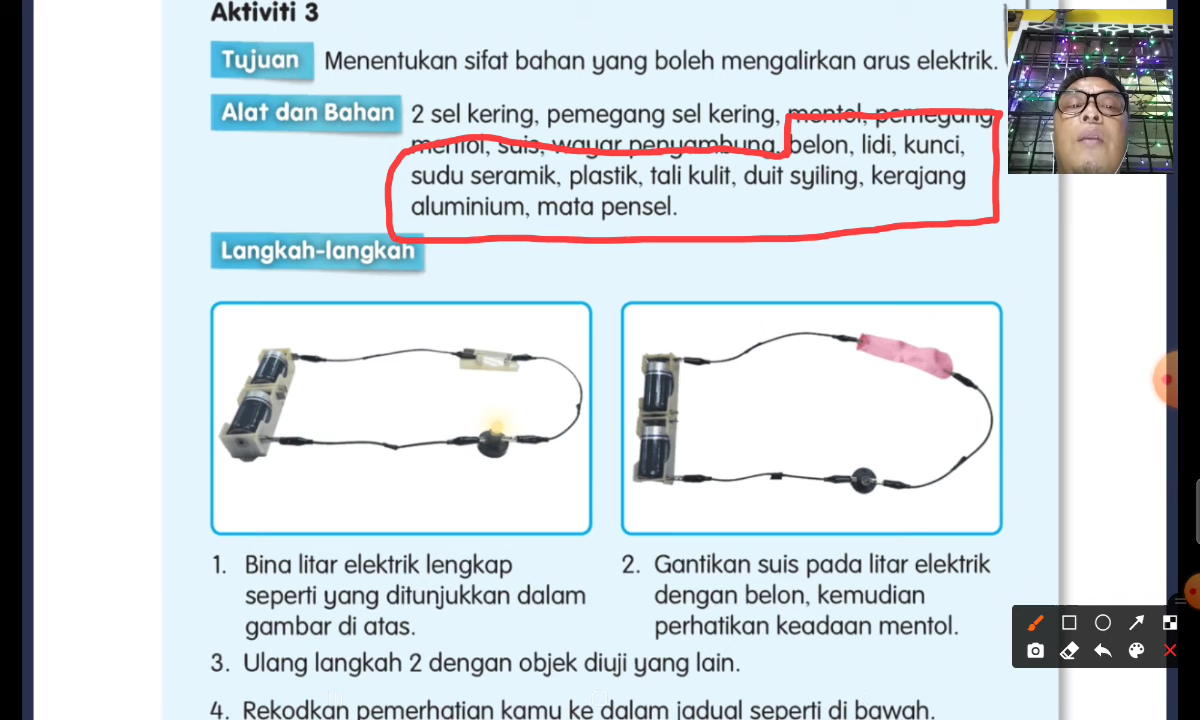 Aktiviti 3
Tujuan Menentukan sifat bahan yang boleh mengalirkan arus elektrik.
Alat dan Bahan 2 sel kering, pemegang sel kering, mentol, pemegang
mentol, suis, wayar penyambung, belon, lidi, kunci,
sudu seramik, plastik, tali kulit, duit syiling, kerajang
aluminium, mata pensel.
Langkah-langkah
1. Bina litar elektrik lengkap
seperti yang ditunjukkan dalam
gambar di atas.
2. Gantikan suis pada litar elektrik
dengan belon, kemudian
perhatikan keadaan mentol.
3. Ulang langkah 2 dengan objek diuji yang lain.
4. Rekodkan pemerhatian kamu ke dalam jadual seperti di bawah.